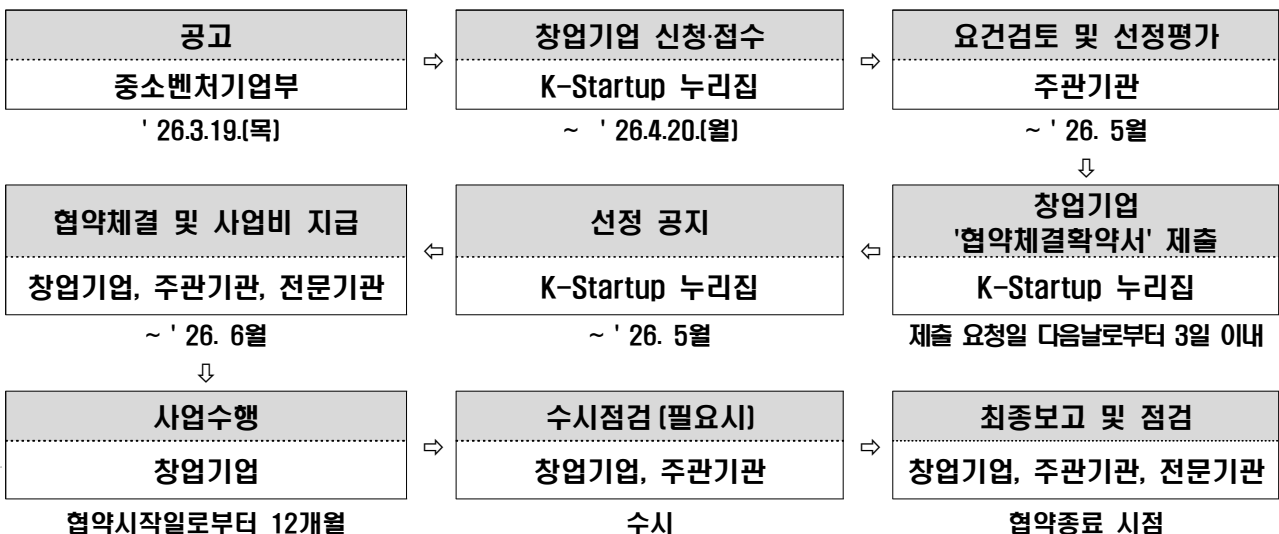 공고
중소벤처기업부
' 26.3.19.(목)
⇨
창업기업 신청·접수
K-Startup 누리집
~ ' 26.4.20.(월)
⇨
요건검토 및 선정평가
주관기관
~ ' 26. 5월
⇩
창업기업
'협약체결확약서' 제출
K-Startup 누리집
제출 요청일 다음날로부터 3일 이내
⇦
선정 공지
K-Startup 누리집
~ ' 26. 5월
⇦
협약체결 및 사업비 지급
창업기업, 주관기관, 전문기관
~ ' 26. 6월
⇩
사업수행
창업기업
협약시작일로부터 12개월
⇨
수시점검 (필요시)
창업기업, 주관기관
수시
⇨
최종보고 및 점검
창업기업, 주관기관, 전문기관
협약종료 시점